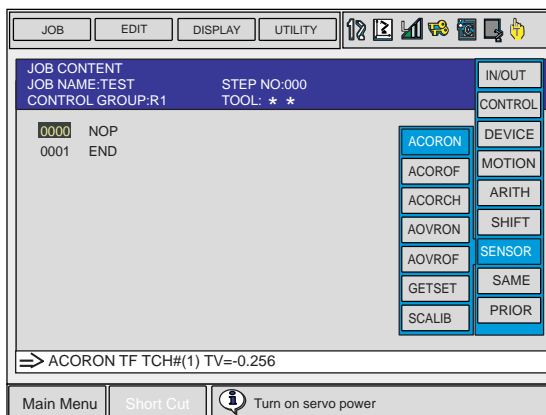 JOB EDIT DISPLAY UTILITY
JOB CONTENT
JOB NAME:TEST STEP NO:000
CONTROL GROUP:R1 TOOL: * *
0000 NOP
0001 END
ACORON
ACOROF
ACORCH
AOVRON
AOVROF
GETSET
SCALIB
IN/OUT
CONTROL
DEVICE
MOTION
ARITH
SHIFT
SENSOR
SAME
PRIOR
ACORON TF TCH#(1) TV=-0.256
Main Menu Short Cut Turn on servo power